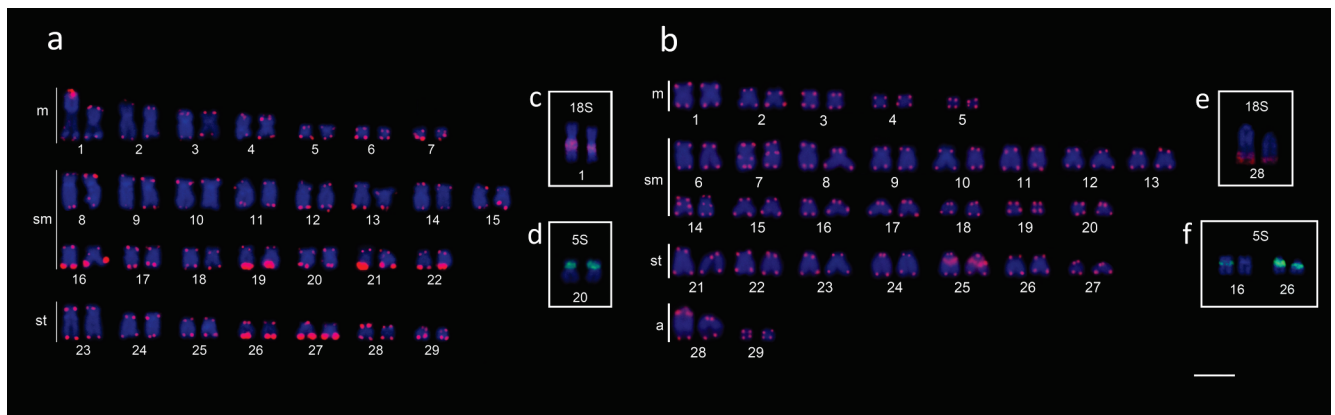 a
m
1 2 3 4 5 6 7
sm
8 9 10 11 12 13 14 15
16 17 18 19 20 21 22
st
23 24 25 26 27 28 29
c
18S
1
d
5S
20
b
m
1 2 3 4 5
sm
6 7 8 9 10 11 12 13
14 15 16 17 18 19 20
st
21 22 23 24 25 26 27
a
28 29
e
18S
28
f
5S
16 26